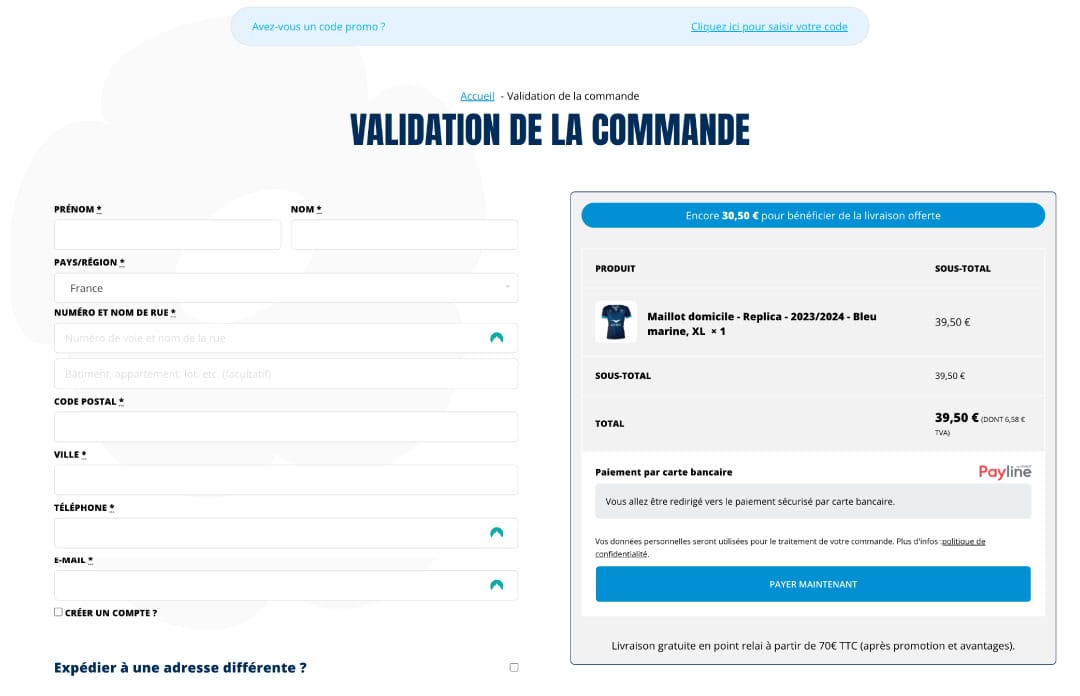 Avez-vous un code promo ?
Cliquez ici pour saisir votre code
Accueil - Validation de la commande
VALIDATION DE LA COMMANDE
PRÉNOM *
NOM *
PAYS/RÉGION *
France
NUMÉRO ET NOM DE RUE *
Numéro de voie et nom de la rue
Bâtiment, appartement, lot, etc. (facultatif)
CODE POSTAL *
VILLE *
TÉLÉPHONE *
E-MAIL *
CRÉER UN COMPTE ?
Expédier à une adresse différente ?
Encore 30,50 € pour bénéficier de la livraison offerte
PRODUIT
SOUS-TOTAL
Maillot domicile - Replica - 2023/2024 - Bleu
marine, XL × 1
39,50 €
SOUS-TOTAL
39,50 €
TOTAL
39,50 € (DONT 6,58 €
TVA)
Paiement par carte bancaire
Payline
Vous allez être redirigé vers le paiement sécurisé par carte bancaire.
Vos données personnelles seront utilisées pour le traitement de votre commande. Plus d'infos :politique de
confidentialité.
PAYER MAINTENANT
Livraison gratuite en point relai à partir de 70€ TTC (après promotion et avantages).